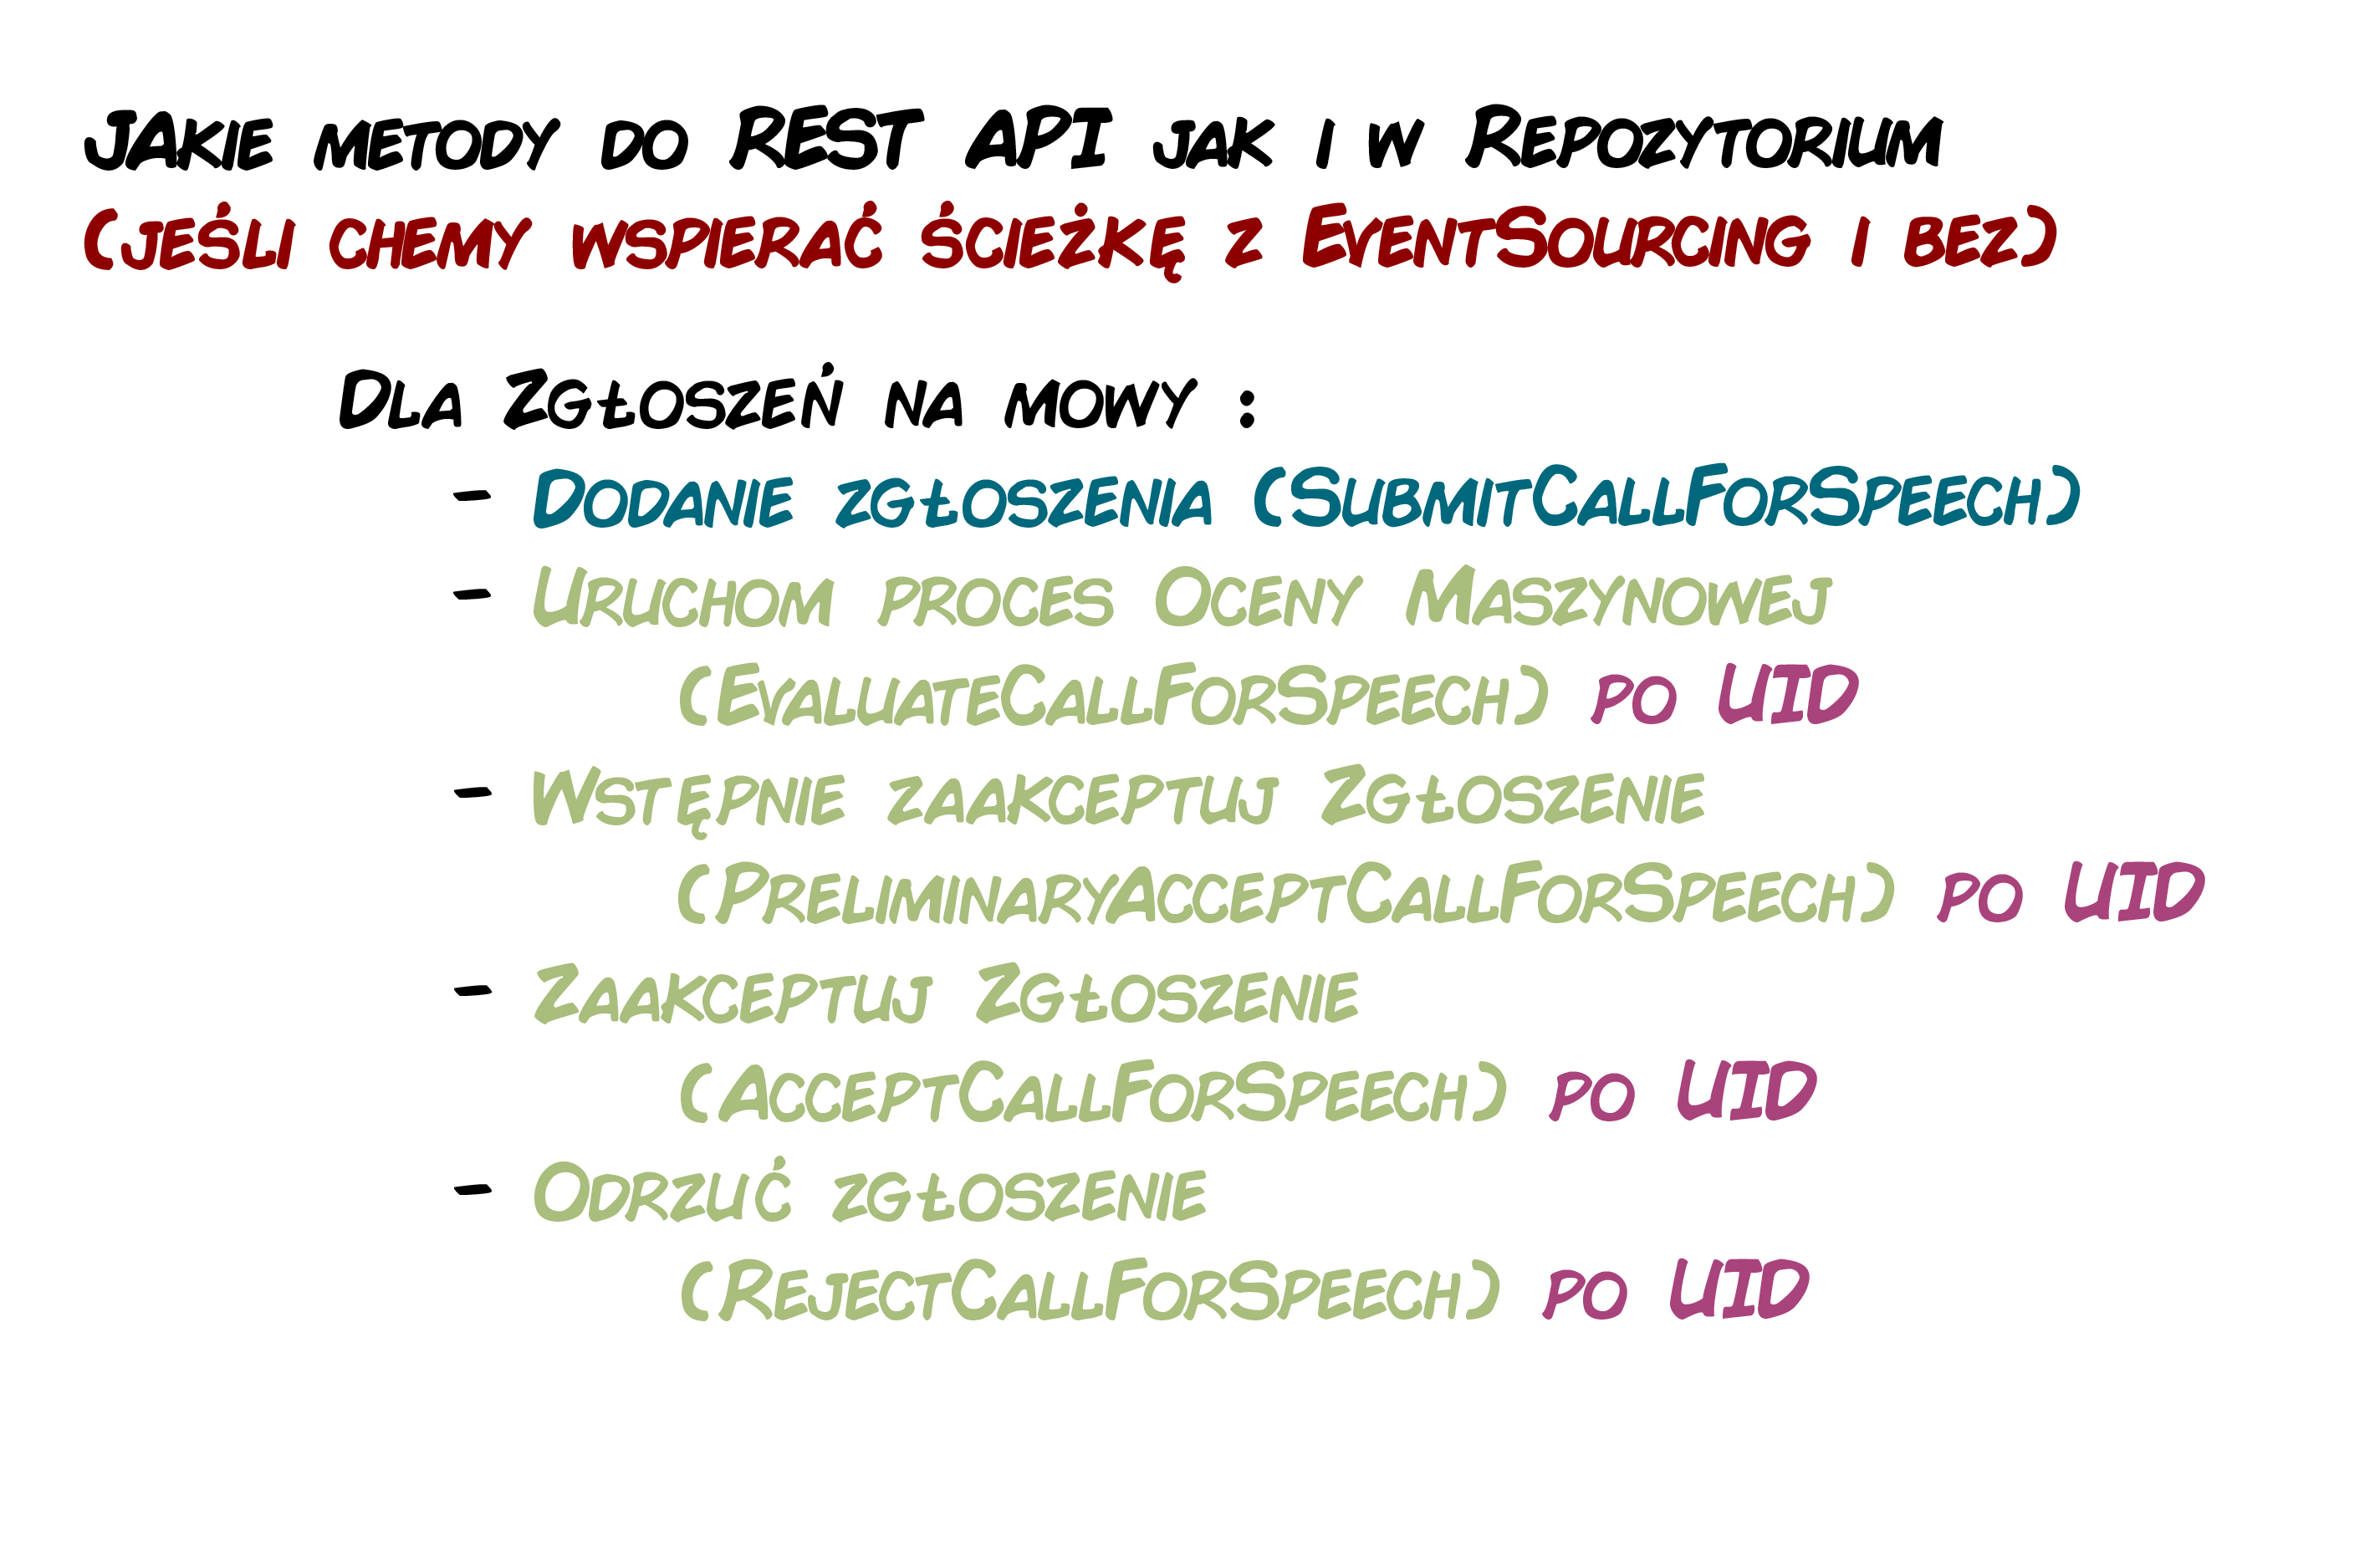 Jakie metody do REST API jak i w Repozytorium
(Jeśli chemy wspierać ścieżkę z EventSourcing i bez)
Dla Zgłoszeń na mowy :
- Dodanie zgłoszenia (SubmitCallForSpeech)
- Uruchom proces Oceny Maszynowej
(EvaluateCallForSpeech) po UID
- Wstępnie zaakceptuj Zgłoszenie
(PreliminaryAcceptCallForSpeech) po UID
- Zaakceptuj Zgłoszenie
(AcceptCallForSpeech) po UID
- Odrzuć zgłoszenie
(RejectCallForSpeech) po UID